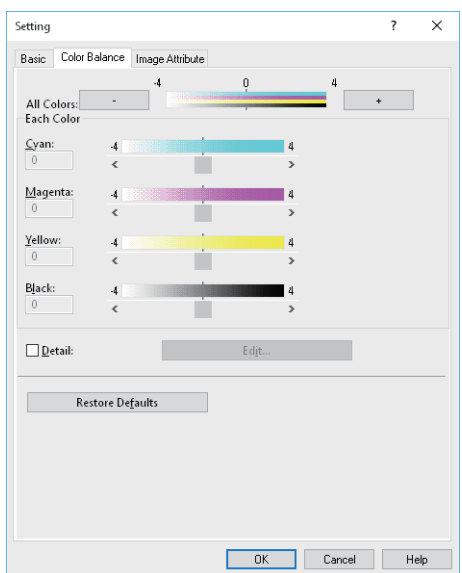 Setting ? ×
Basic Color Balance Image Attribute
-4 0 4
All Colors: - +
Each Color
Cyan: -4 4
0 < >
Magenta: -4 4
0 < >
Yellow: -4 4
0 < >
Black: -4 4
0 < >
Detail: Edit...
Restore Defaults
OK Cancel Help